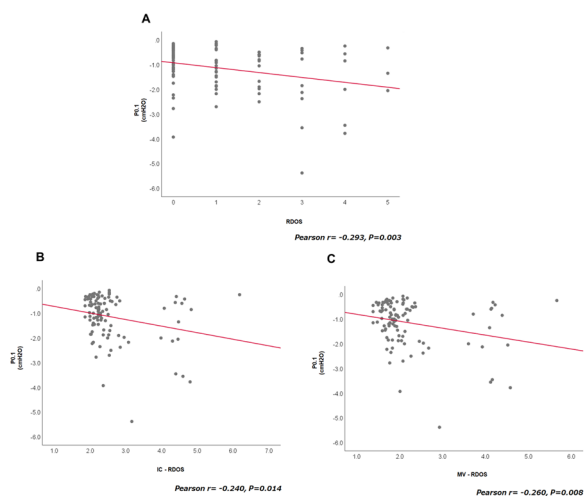 A
.0
-1.0
-2.0
-3.0
-4.0
-5.0
-6.0
P0.1
(cmH2O)
0 1 2 3 4 5
RDOS
Pearson r= -0.293, P=0.003
B
.0
-1.0
-2.0
-3.0
-4.0
-5.0
-6.0
P0.1
(cmH2O)
1.0 2.0 3.0 4.0 5.0 6.0 7.0
IC - RDOS
Pearson r= -0.240, P=0.014
C
.0
-1.0
-2.0
-3.0
-4.0
-5.0
-6.0
P0.1
(cmH2O)
1.0 2.0 3.0 4.0 5.0 6.0
MV - RDOS
Pearson r= -0.260, P=0.008